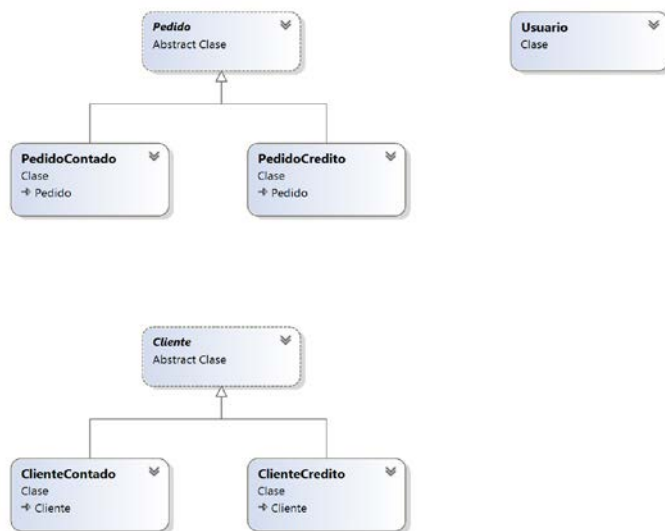 Pedido
Abstract Clase
Usuario
Clase
PedidoContado
Clase
Pedido
PedidoCredito
Clase
Pedido
Cliente
Abstract Clase
ClienteContado
Clase
Cliente
ClienteCredito
Clase
Cliente